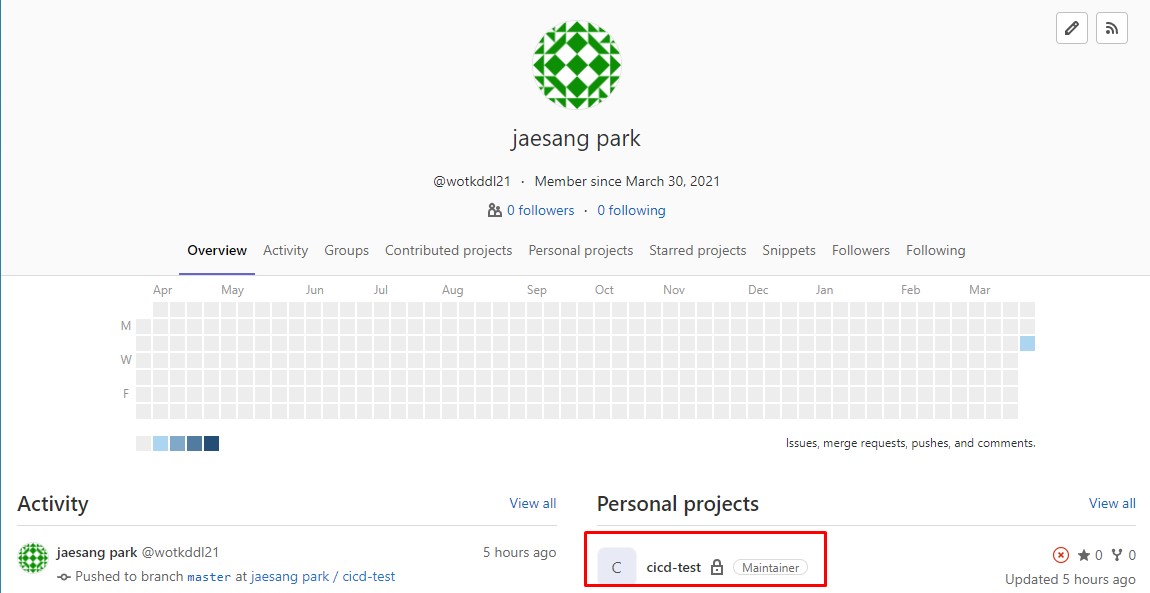 jaesang park
@wotkddl21 · Member since March 30, 2021
0 followers · 0 following
Overview Activity Groups Contributed projects Personal projects Starred projects Snippets Followers Following
Apr May Jun Jul Aug Sep Oct Nov Dec Jan Feb Mar
M
W
F
Issues, merge requests, pushes, and comments.
Activity View all
jaesang park @wotkddl21 5 hours ago
Pushed to branch master at jaesang park / cicd-test
Personal projects View all
C cicd-test Maintainer 0 0
Updated 5 hours ago